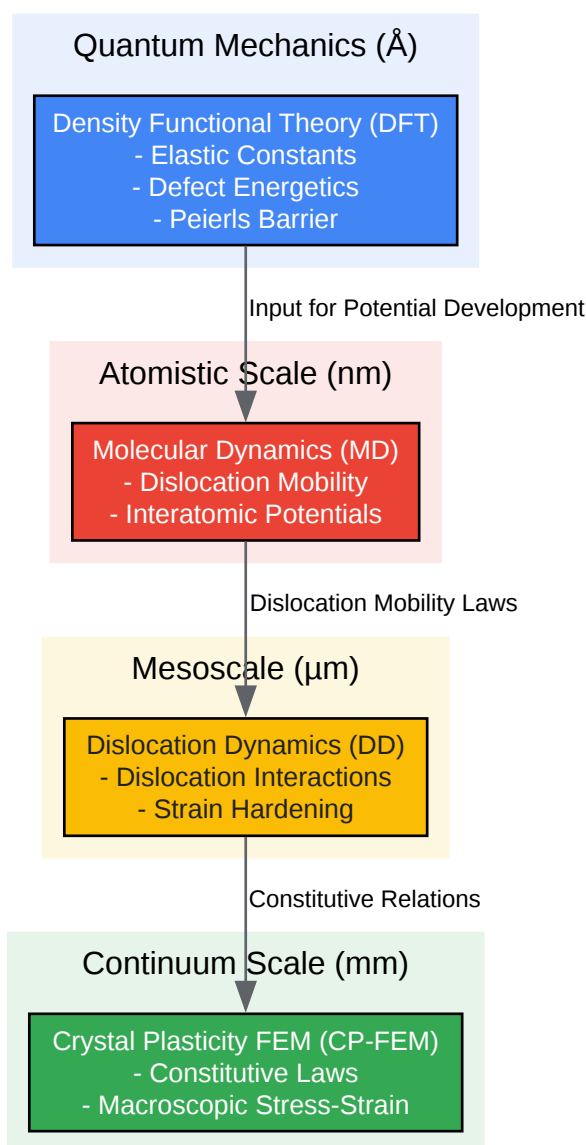 Quantum Mechanics (Å)
Density Functional Theory (DFT)
- Elastic Constants
- Defect Energetics
- Peierls Barrier
Input for Potential Development
Atomistic Scale (nm)
Molecular Dynamics (MD)
- Dislocation Mobility
- Interatomic Potentials
Dislocation Mobility Laws
Mesoscale (µm)
Dislocation Dynamics (DD)
- Dislocation Interactions
- Strain Hardening
Constitutive Relations
Continuum Scale (mm)
Crystal Plasticity FEM (CP-FEM)
- Constitutive Laws
- Macroscopic Stress-Strain